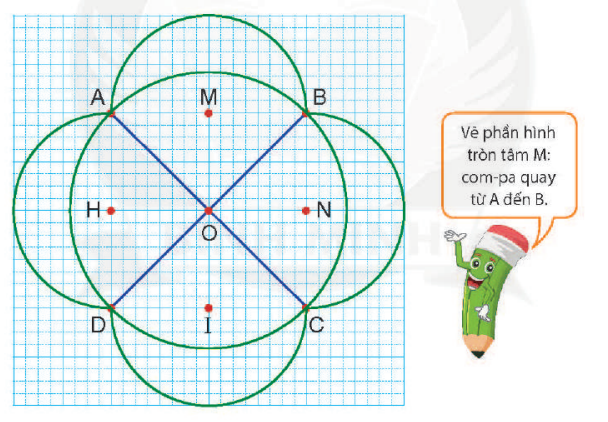 A M B
H N
O
D I C
Vẽ phần hình
tròn tâm M:
com-pa quay
từ A đến B.